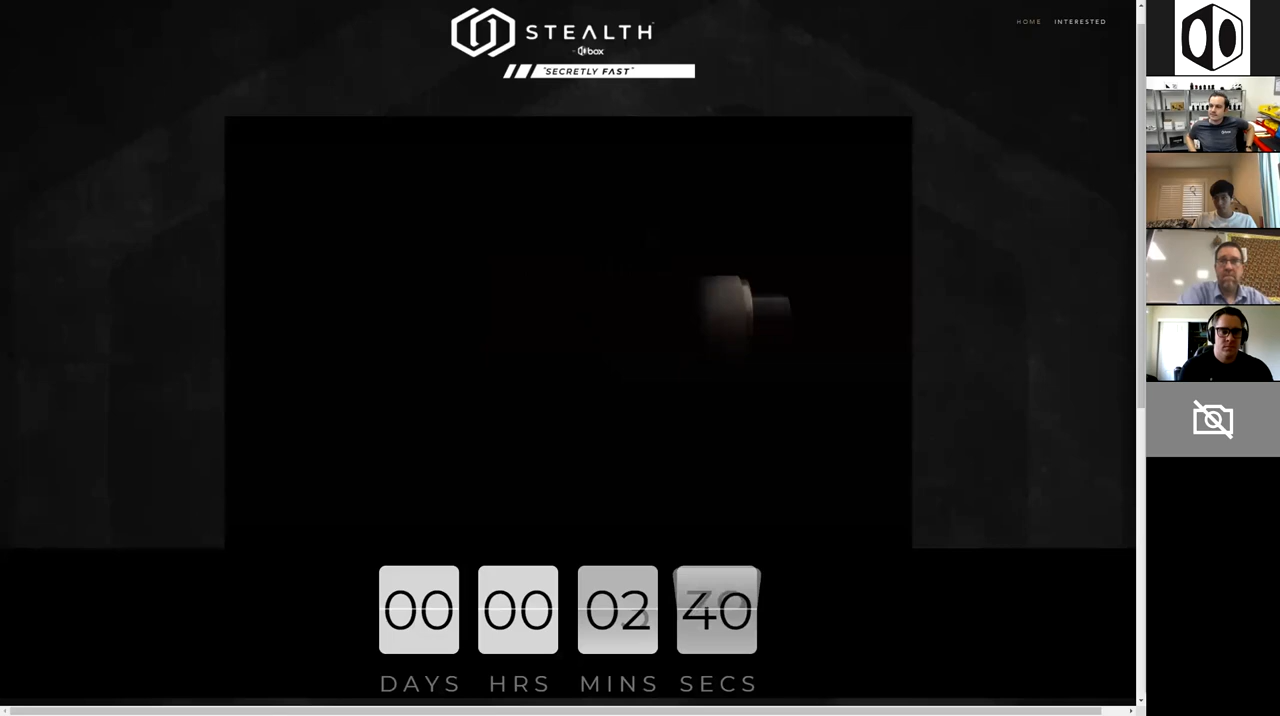 STEALTH
box
"SECRETLY FAST"
HOME INTERESTED
00 00 02 40
DAYS HRS MINS SECS